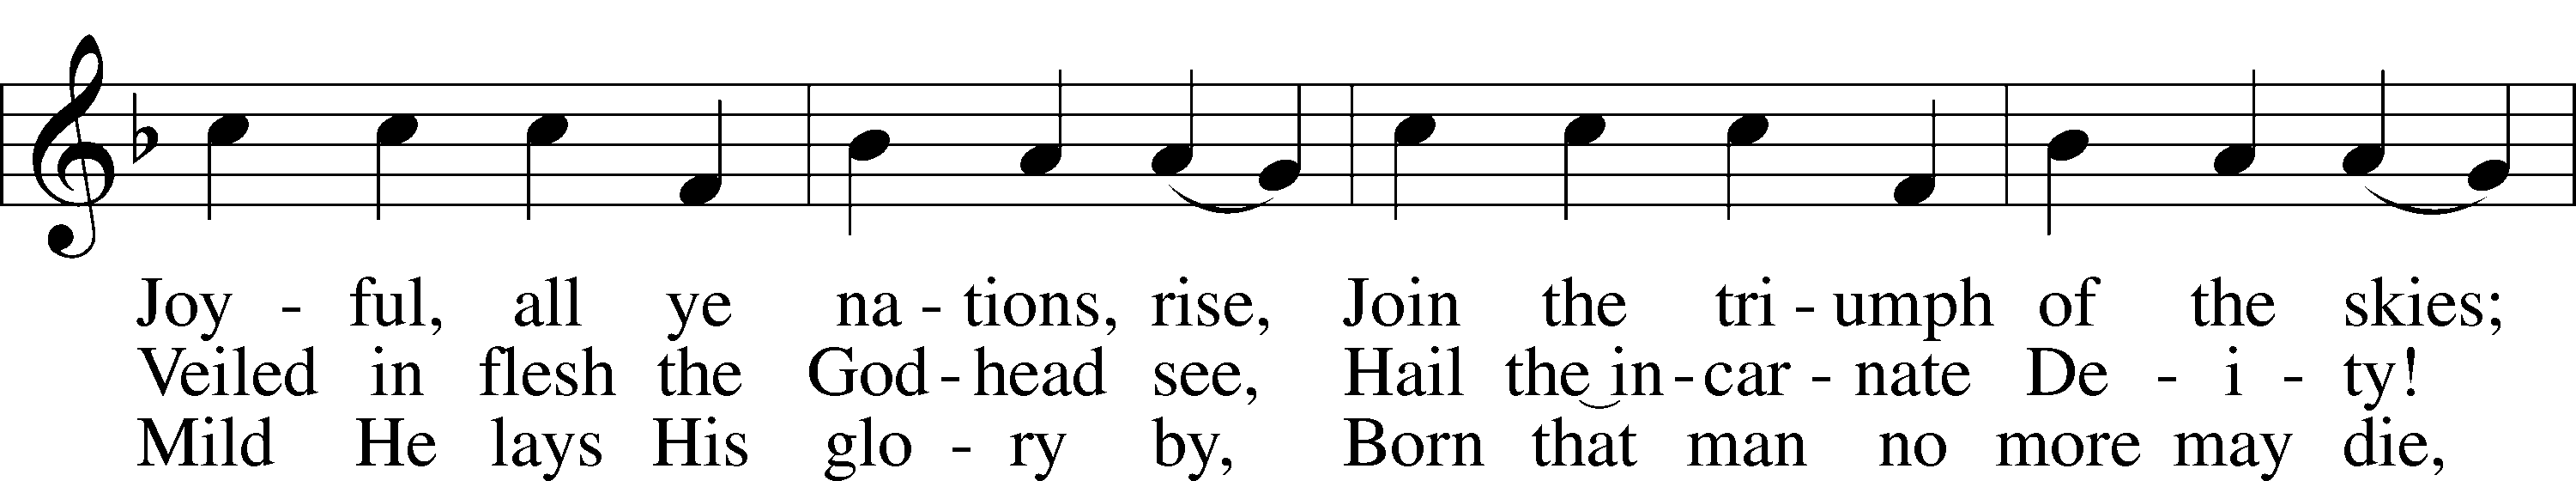 Joy - ful, all ye na - tions, rise, Join the tri - umph of the skies;
Veiled in flesh the God - head see, Hail the in - car - nate De - i - ty!
Mild He lays His glo - ry by, Born that man no more may die,